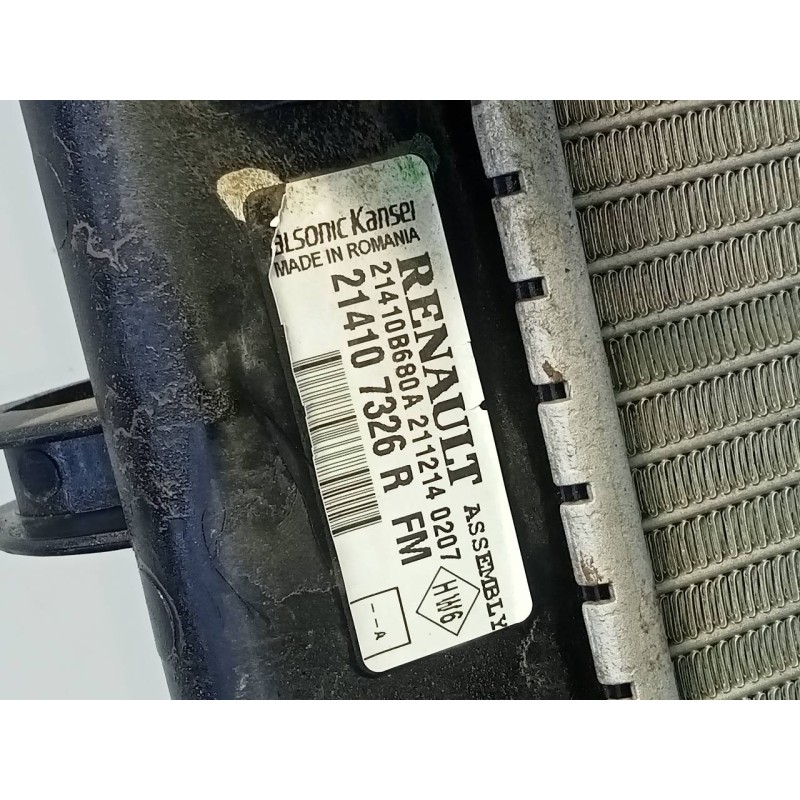 alsonic Kansei
MADE IN ROMANIA
RENAULT ASSEMBLY
21410B680A 211214 0207 HW6
21410 7326 R FM
--A